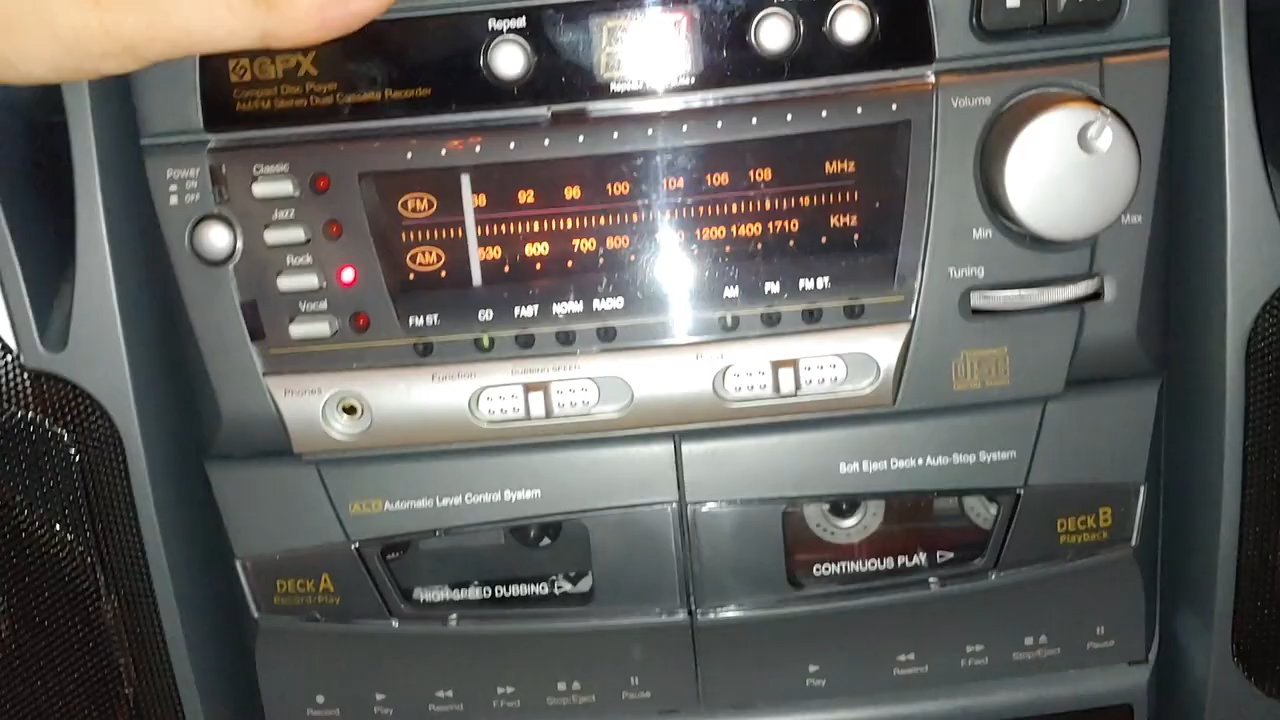 Repeat
GPX
Compact Disc Player
AM/FM Stereo Dual Cassette Recorder
Volume
Min
Max
Tuning
Power
ON
OFF
Classic
Jazz
Rock
Vocal
FM 88 92 96 100 104 106 108 MHz
AM 530 600 700 800 1200 1400 1710 KHz
FM ST. CD FAST NORM RADIO AM FM FM ST.
Phones
Function
DUBBING SPEED
Soft Eject Deck • Auto-Stop System
ALC Automatic Level Control System
DECK A
Record/Play
HIGH SPEED DUBBING
CONTINUOUS PLAY
DECK B
Playback
Record Play Rewind F.Fwd Stop/Eject Pause
Play Rewind F.Fwd Stop/Eject Pause